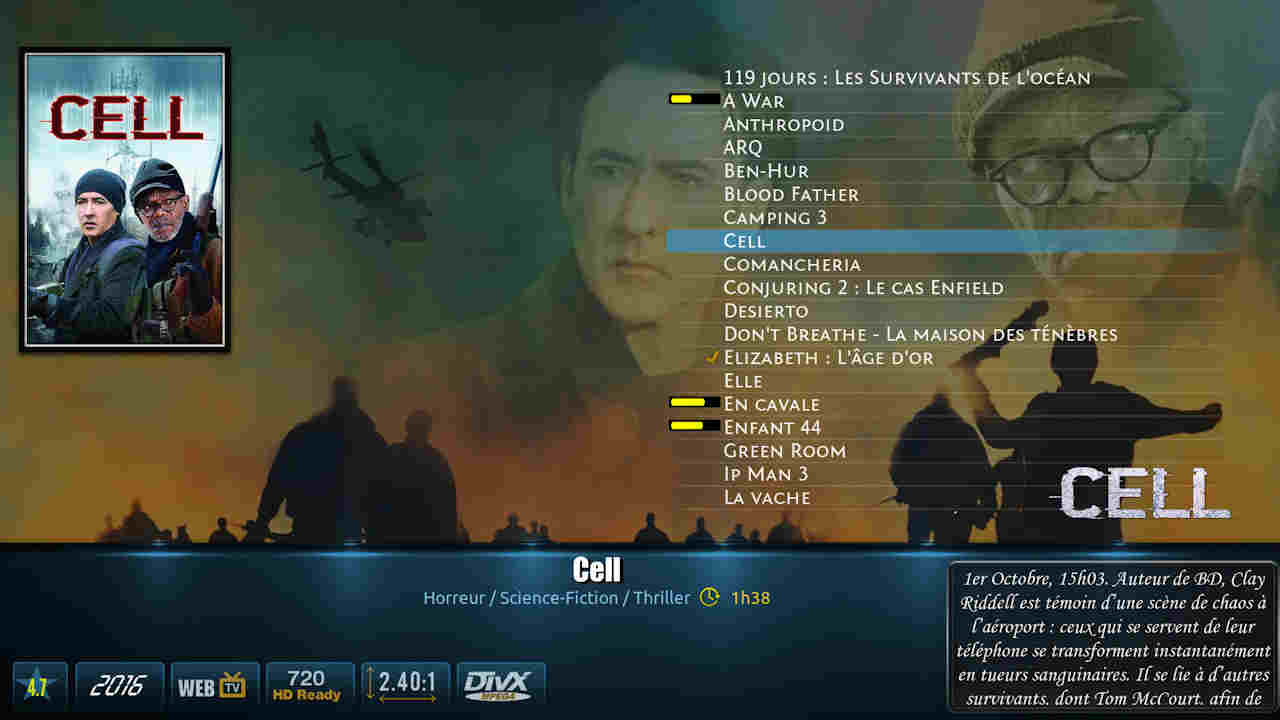 CELL
119 jours : Les Survivants de l'océan
A War
Anthropoid
ARQ
Ben-Hur
Blood Father
Camping 3
Cell
Comancheria
Conjuring 2 : Le cas Enfield
Desierto
Don't Breathe - La maison des ténèbres
Elizabeth : L'Âge d'or
Elle
En cavale
Enfant 44
Green Room
Ip Man 3
La vache
CELL
Cell
Horreur / Science-Fiction / Thriller 1h38
1er Octobre, 15h03. Auteur de BD, Clay
Riddell est témoin d'une scène de chaos à
l'aéroport : ceux qui se servent de leur
téléphone se transforment instantanément
en tueurs sanguinaires. Il se lie à d'autres
survivants, dont Tom McCourt, afin de
4.7
2016
WEB TV
720
HD Ready
2.40:1
DivX
MPEG4